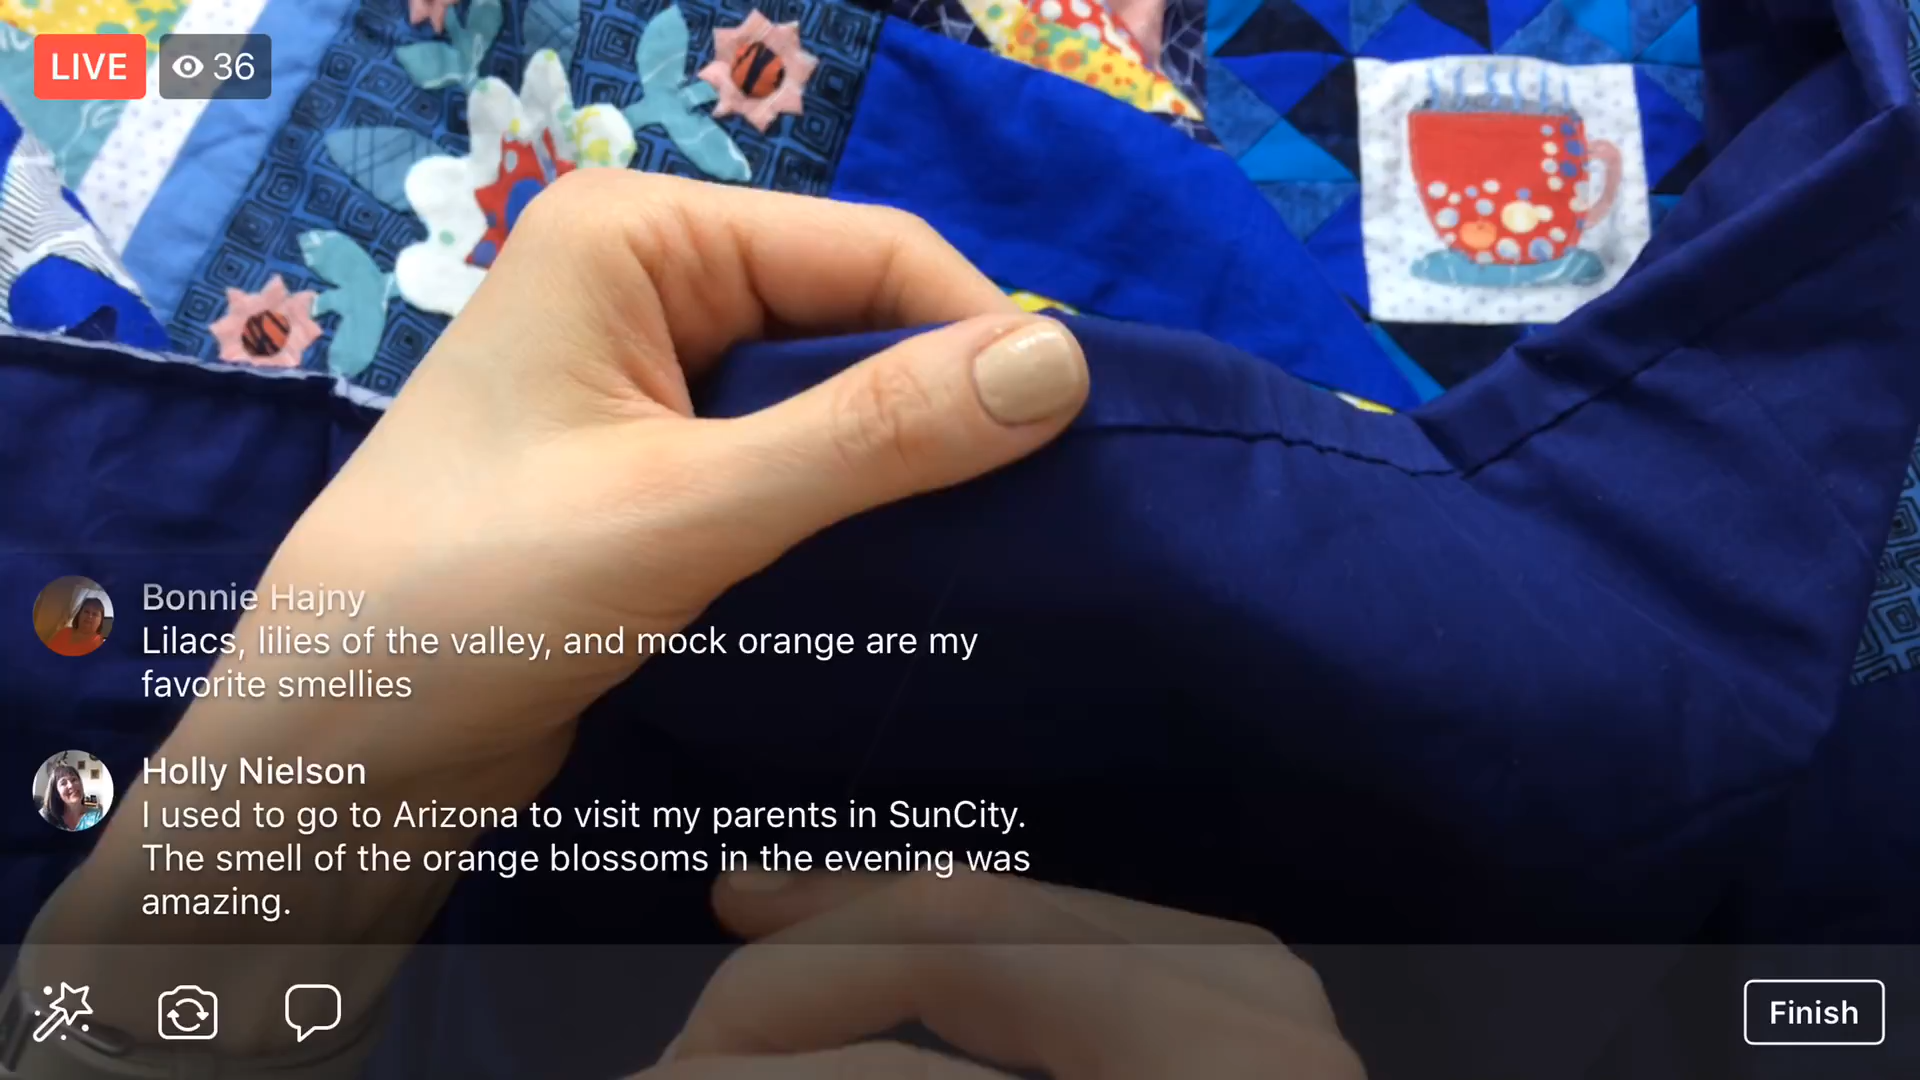 LIVE 36
Bonnie Hajny
Lilacs, lilies of the valley, and mock orange are my
favorite smellies
Holly Nielson
I used to go to Arizona to visit my parents in SunCity.
The smell of the orange blossoms in the evening was
amazing.
Finish